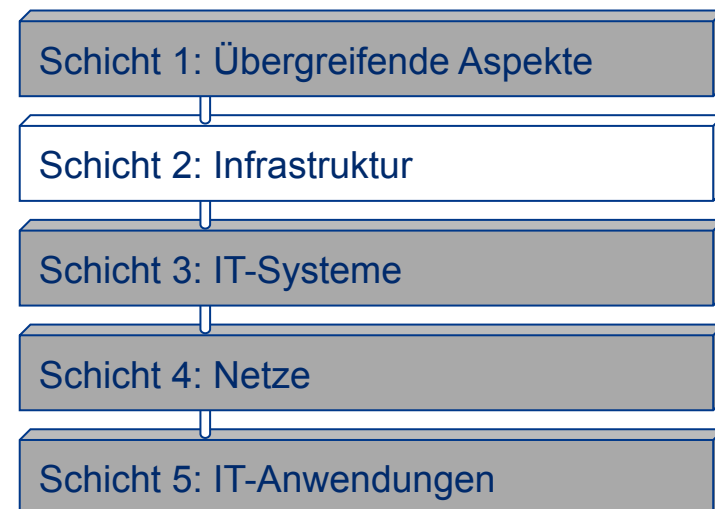 Schicht 1: Übergreifende Aspekte
Schicht 2: Infrastruktur
Schicht 3: IT-Systeme
Schicht 4: Netze
Schicht 5: IT-Anwendungen